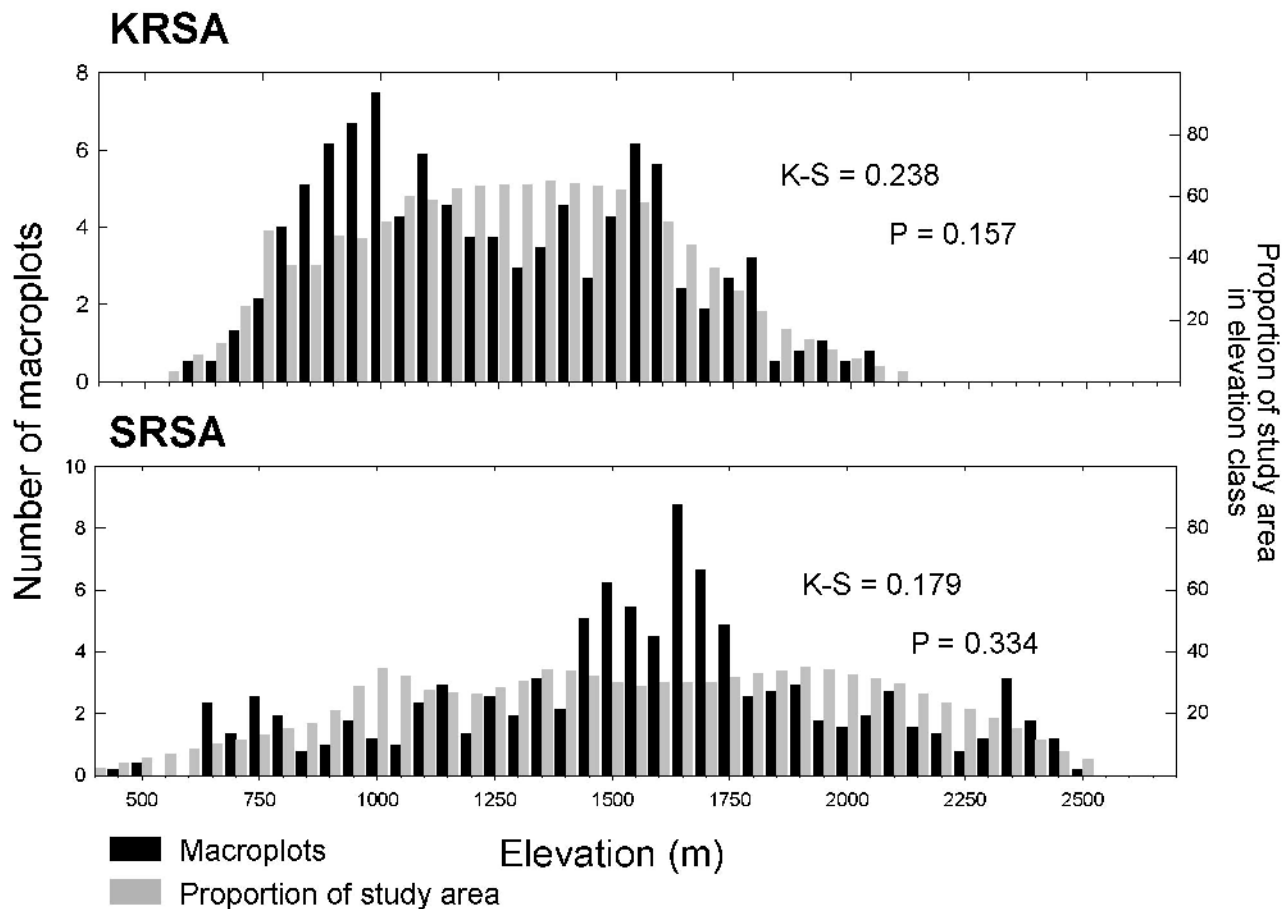 KRSA
8
6
4
2
0
80
60
40
20
K-S = 0.238
P = 0.157
Number of macroplots
Proportion of study area
in elevation class
SRSA
10
8
6
4
2
0
80
60
40
20
K-S = 0.179
P = 0.334
500 750 1000 1250 1500 1750 2000 2250 2500
Elevation (m)
Macroplots
Proportion of study area